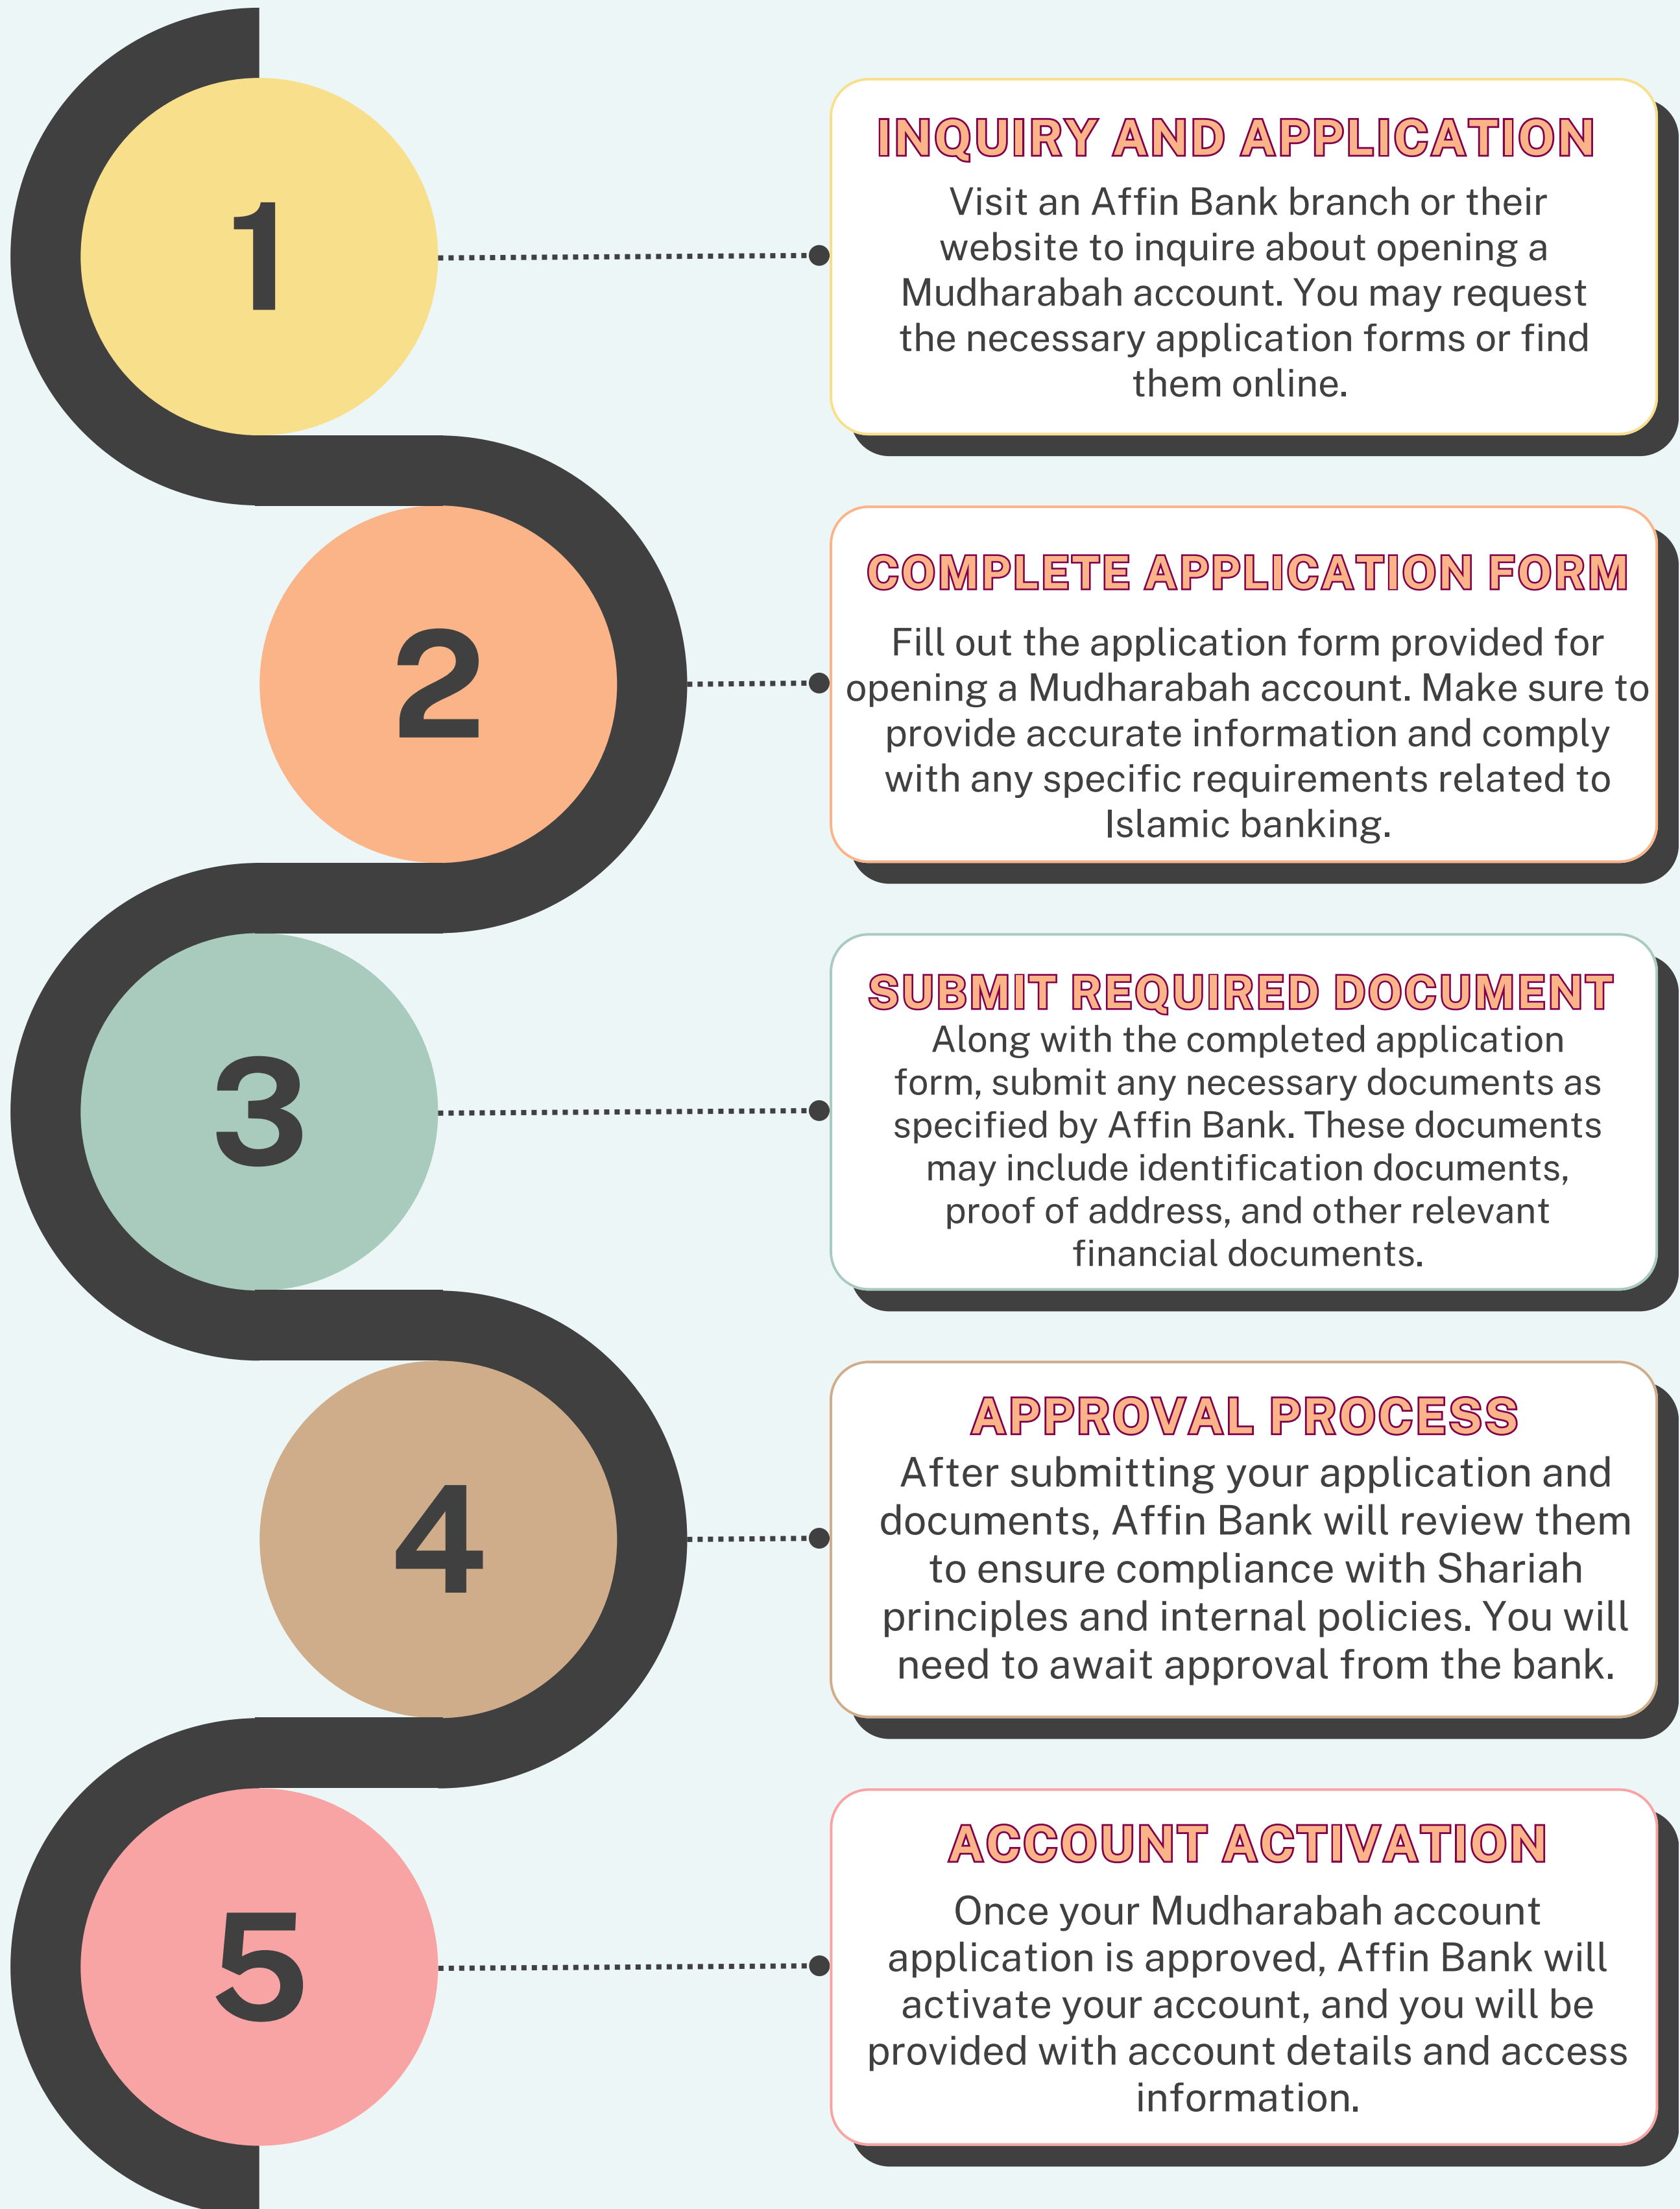 1
INQUIRY AND APPLICATION
Visit an Affin Bank branch or their
website to inquire about opening a
Mudharabah account. You may request
the necessary application forms or find
them online.
2
COMPLETE APPLICATION FORM
Fill out the application form provided for
opening a Mudharabah account. Make sure to
provide accurate information and comply
with any specific requirements related to
Islamic banking.
3
SUBMIT REQUIRED DOCUMENT
Along with the completed application
form, submit any necessary documents as
specified by Affin Bank. These documents
may include identification documents,
proof of address, and other relevant
financial documents.
4
APPROVAL PROCESS
After submitting your application and
documents, Affin Bank will review them
to ensure compliance with Shariah
principles and internal policies. You will
need to await approval from the bank.
5
ACCOUNT ACTIVATION
Once your Mudharabah account
application is approved, Affin Bank will
activate your account, and you will be
provided with account details and access
information.